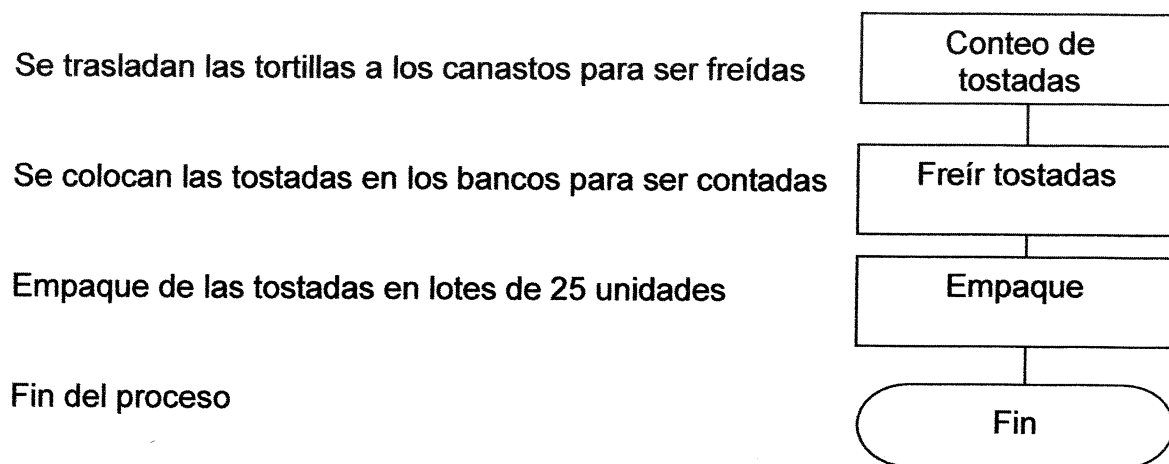 Se trasladan las tortillas a los canastos para ser freídas
Conteo de
tostadas
Se colocan las tostadas en los bancos para ser contadas
Freír tostadas
Empaque de las tostadas en lotes de 25 unidades
Empaque
Fin del proceso
Fin